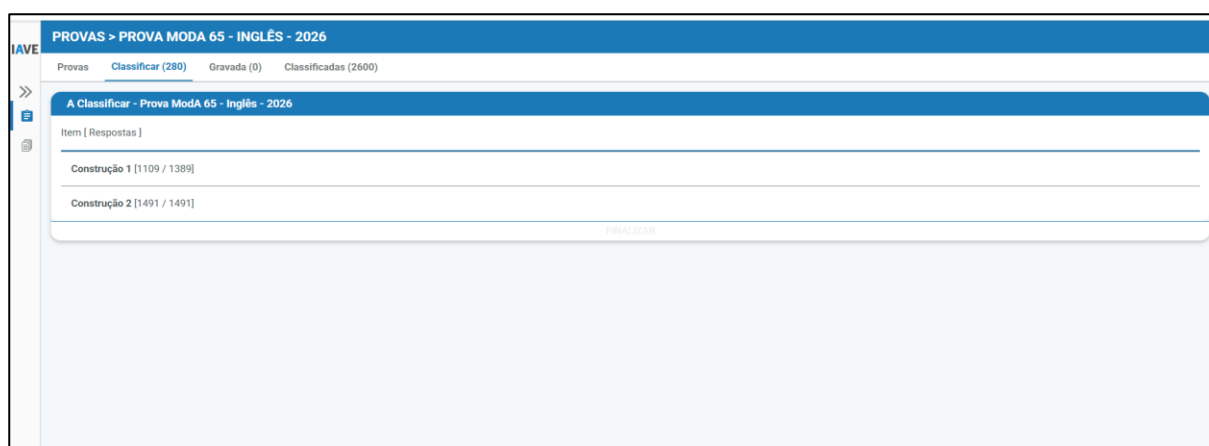 IAVE
PROVAS > PROVA MODA 65 - INGLÊS - 2026
Provas Classificar (280) Gravada (0) Classificadas (2600)
A Classificar - Prova ModA 65 - Inglês - 2026
Item [ Respostas ]
Construção 1 [1109 / 1389]
Construção 2 [1491 / 1491]
FINALIZAR